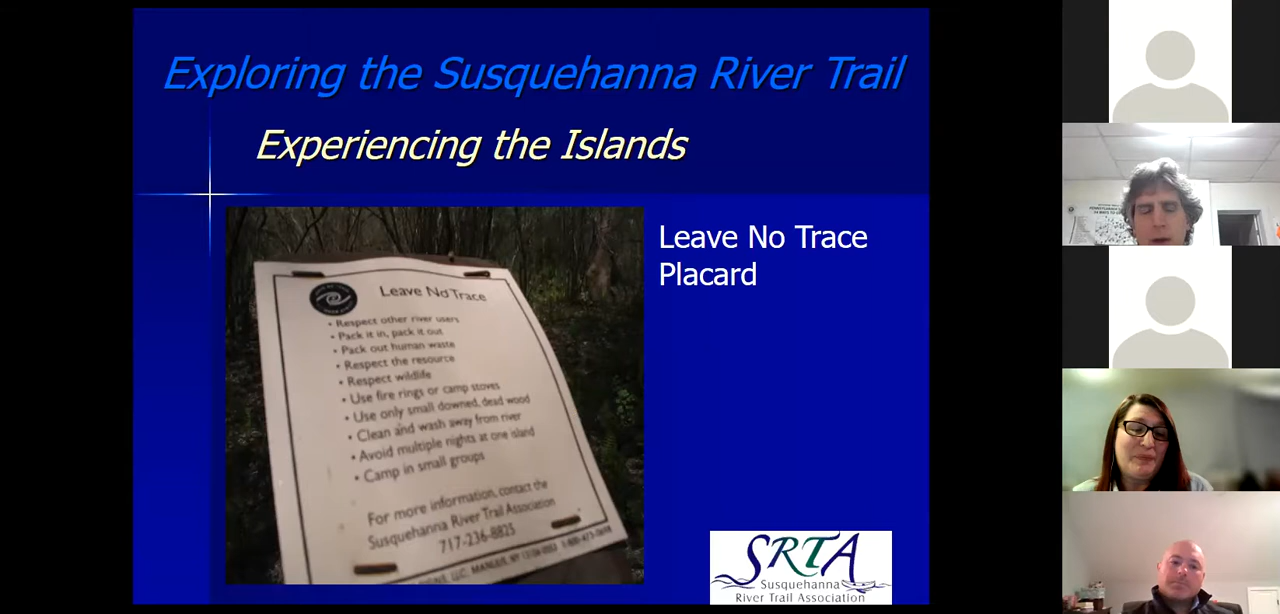 Exploring the Susquehanna River Trail
Experiencing the Islands
Leave No Trace
Placard
Leave No Trace
• Respect other river users
• Pack it in, pack it out
• Pack out human waste
• Respect the resource
• Respect wildlife
• Use fire rings or camp stoves
• Use only small downed, dead wood
• Clean and wash away from river
• Avoid multiple nights at one island
• Camp in small groups
For more information, contact the
Susquehanna River Trail Association
717-236-8825
SRTA
Susquehanna
River Trail Association